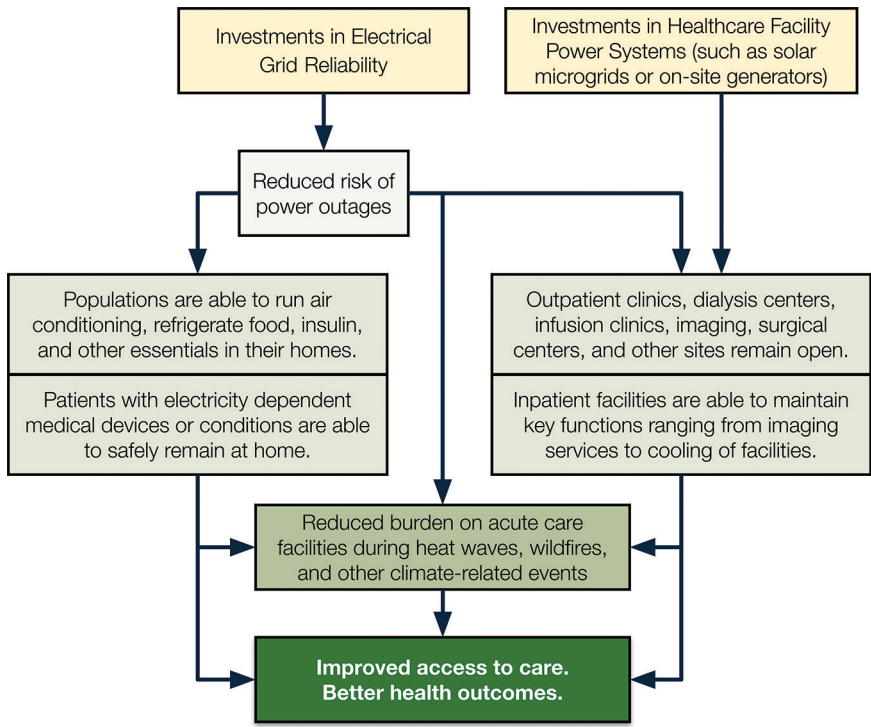 Investments in Electrical
Grid Reliability
Investments in Healthcare Facility
Power Systems (such as solar
microgrids or on-site generators)
Reduced risk of
power outages
Populations are able to run air
conditioning, refrigerate food, insulin,
and other essentials in their homes.
Patients with electricity dependent
medical devices or conditions are able
to safely remain at home.
Outpatient clinics, dialysis centers,
infusion clinics, imaging, surgical
centers, and other sites remain open.
Inpatient facilities are able to maintain
key functions ranging from imaging
services to cooling of facilities.
Reduced burden on acute care
facilities during heat waves, wildfires,
and other climate-related events
Improved access to care.
Better health outcomes.